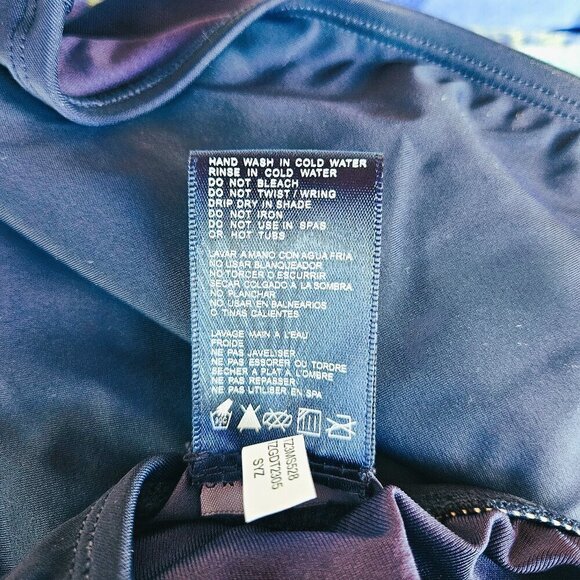 HAND WASH IN COLD WATER
RINSE IN COLD WATER
DO NOT BLEACH
DO NOT TWIST / WRING
DRIP DRY IN SHADE
DO NOT IRON
DO NOT USE IN SPAS
OR HOT TUBS
LAVAR A MANO CON AGUA FRIA
NO USAR BLANQUEADOR
NO TORCER O ESCURRIR
SECAR COLGADO A LA SOMBRA
NO PLANCHAR
NO USAR EN BALNEARIOS
O TINAS CALIENTES
LAVAGE MAIN A L'EAU
FROIDE
NE PAS JAVELISER
NE PAS ESSORER OU TORDRE
SECHER A PLAT A L'OMBRE
NE PAS REPASSER
NE PAS UTILISER EN SPA
TZ3MS528
ZGDT2305
SYZ